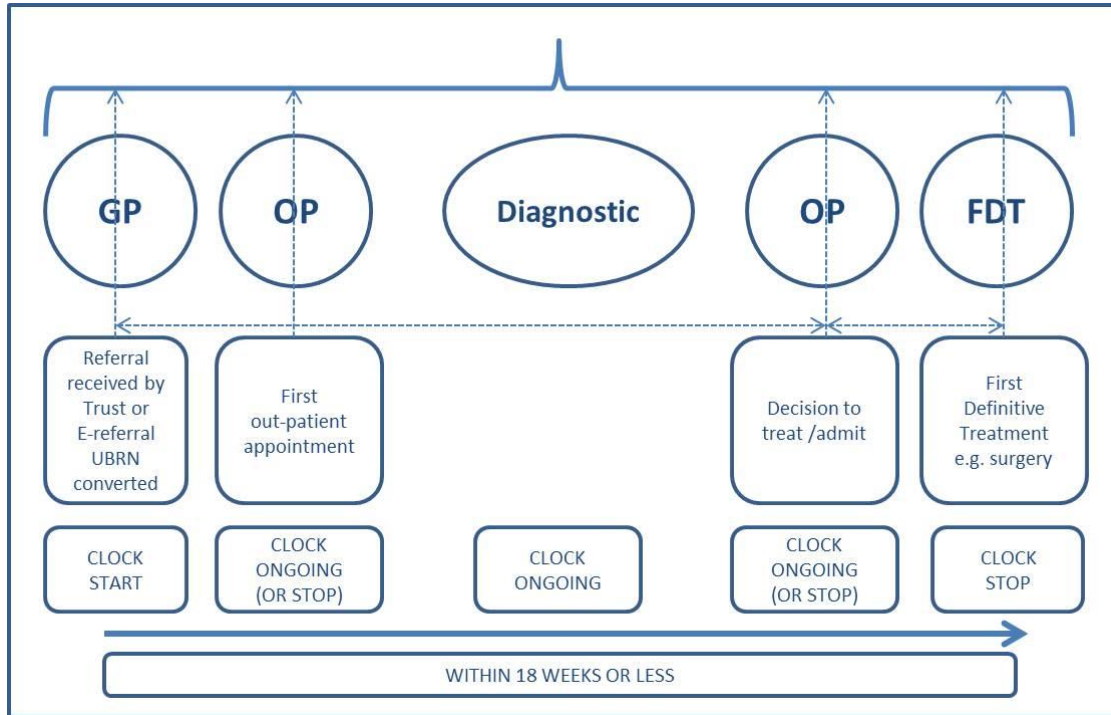 GP
OP
Diagnostic
OP
FDT
Referral
received by
Trust or
E-referral
UBRN
converted
First
out-patient
appointment
Decision to
treat /admit
First
Definitive
Treatment
e.g. surgery
CLOCK
START
CLOCK
ONGOING
(OR STOP)
CLOCK
ONGOING
CLOCK
ONGOING
(OR STOP)
CLOCK
STOP
WITHIN 18 WEEKS OR LESS